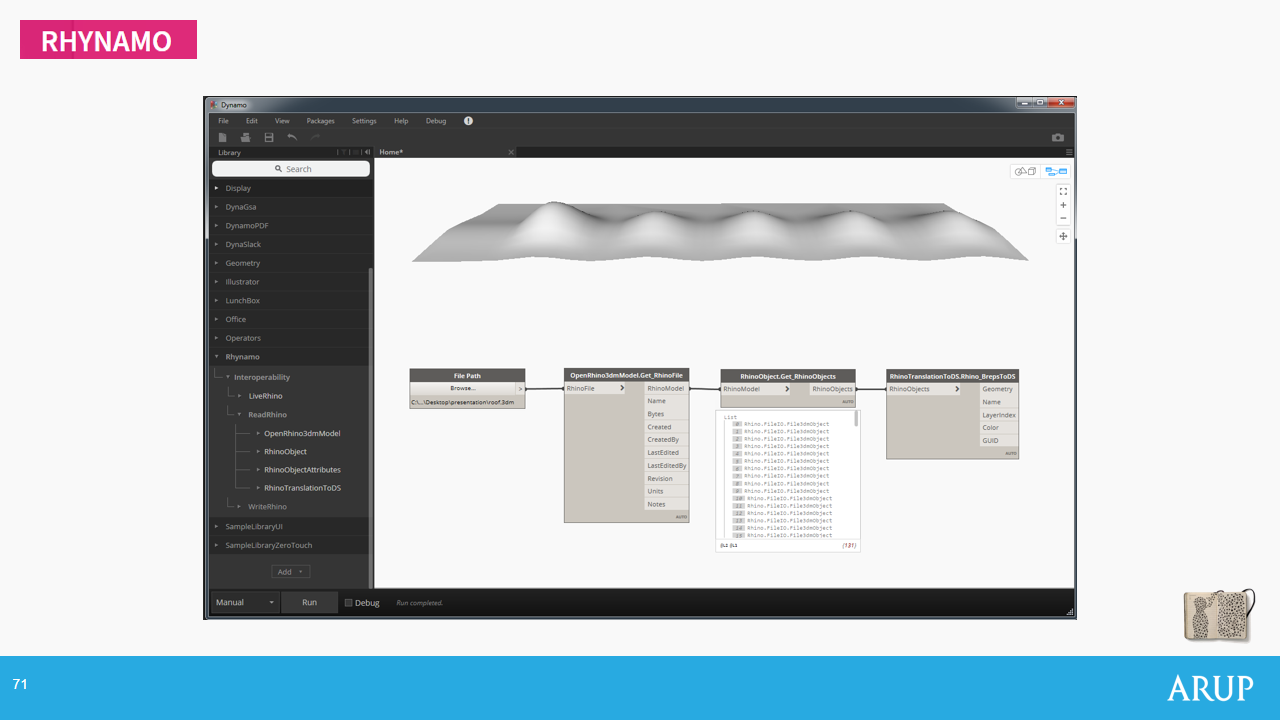 RHYNAMO
Dynamo
File Edit View Packages Settings Help Debug
Library
Home*
Search
Display
DynaGsa
DynamoPDF
DynaSlack
Geometry
Illustrator
LunchBox
Office
Operators
Rhynamo
Interoperability
LiveRhino
ReadRhino
OpenRhino3dmModel
RhinoObject
RhinoObjectAttributes
RhinoTranslationToDS
WriteRhino
SampleLibraryUI
SampleLibraryZeroTouch
Add
Manual
Run
Debug
Run completed.
File Path
Browse...
>
C:\...\Desktop\presentation\roof.3dm
OpenRhino3dmModel.Get_RhinoFile
RhinoFile > RhinoModel
Name
Bytes
Created
CreatedBy
LastEdited
LastEditedBy
Revision
Units
Notes
AUTO
RhinoObject.Get_RhinoObjects
RhinoModel > RhinoObjects
AUTO
List
0 Rhino.FileIO.File3dmObject
1 Rhino.FileIO.File3dmObject
2 Rhino.FileIO.File3dmObject
3 Rhino.FileIO.File3dmObject
4 Rhino.FileIO.File3dmObject
5 Rhino.FileIO.File3dmObject
6 Rhino.FileIO.File3dmObject
7 Rhino.FileIO.File3dmObject
8 Rhino.FileIO.File3dmObject
9 Rhino.FileIO.File3dmObject
10 Rhino.FileIO.File3dmObject
11 Rhino.FileIO.File3dmObject
12 Rhino.FileIO.File3dmObject
13 Rhino.FileIO.File3dmObject
14 Rhino.FileIO.File3dmObject
15 Rhino.FileIO.File3dmObject
@L2 @L1 {131}
RhinoTranslationToDS.Rhino_BrepsToDS
RhinoObjects > Geometry
Name
LayerIndex
Color
GUID
AUTO
71
ARUP